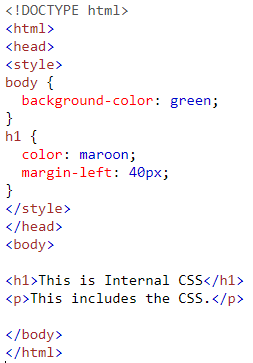 <!DOCTYPE html>
<html>
<head>
<style>
body {
  background-color: green;
}
h1 {
  color: maroon;
  margin-left: 40px;
}
</style>
</head>
<body>

<h1>This is Internal CSS</h1>
<p>This includes the CSS.</p>

</body>
</html>